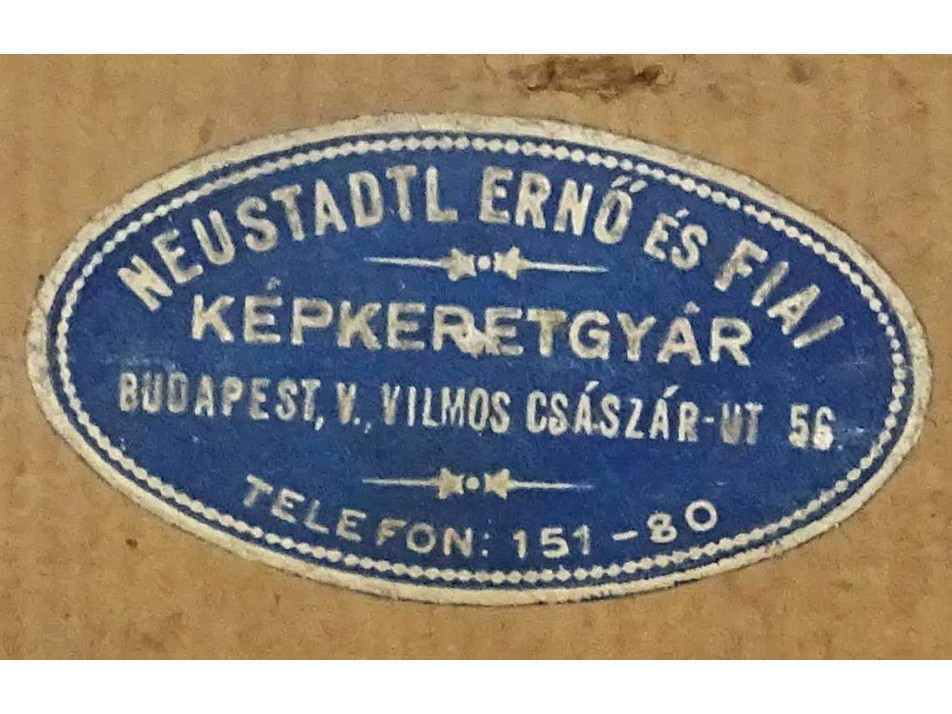 NEUSTADTL ERNŐ ÉS FIAI
KÉPKERETGYÁR
BUDAPEST, V., VILMOS CSÁSZÁR-UT 56.
TELEFON: 151-80